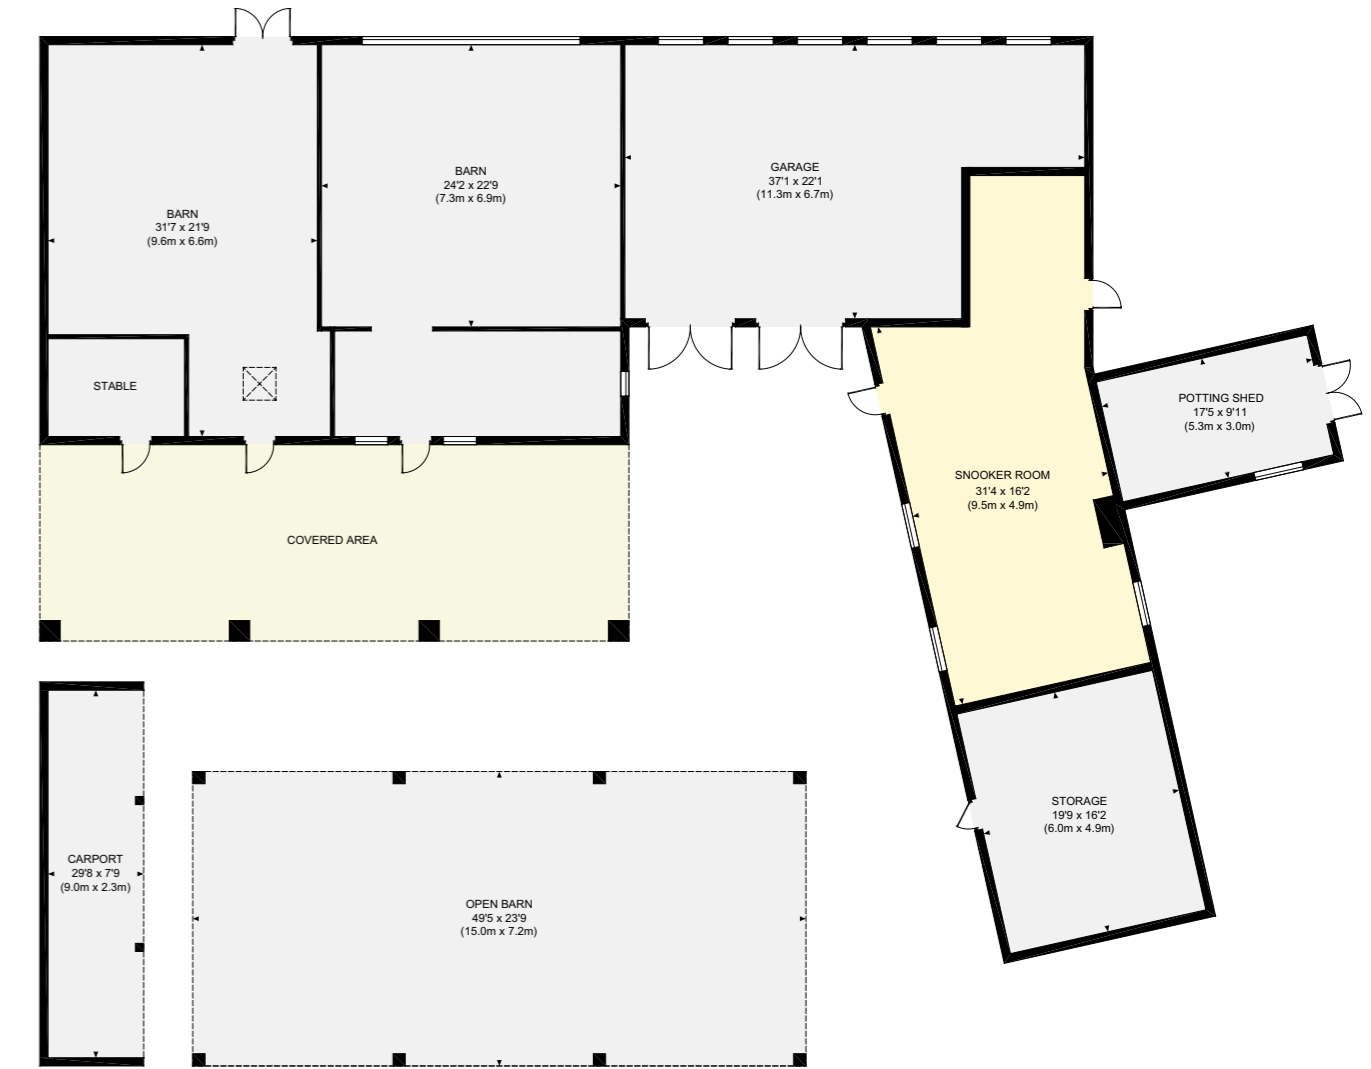 GARAGE
37'1 x 22'1
(11.3m x 6.7m)
BARN
24'2 x 22'9
(7.3m x 6.9m)
BARN
31'7 x 21'9
(9.6m x 6.6m)
STABLE
POTTING SHED
17'5 x 9'11
(5.3m x 3.0m)
SNOOKER ROOM
31'4 x 16'2
(9.5m x 4.9m)
COVERED AREA
STORAGE
19'9 x 16'2
(6.0m x 4.9m)
CARPORT
29'8 x 7'9
(9.0m x 2.3m)
OPEN BARN
49'5 x 23'9
(15.0m x 7.2m)